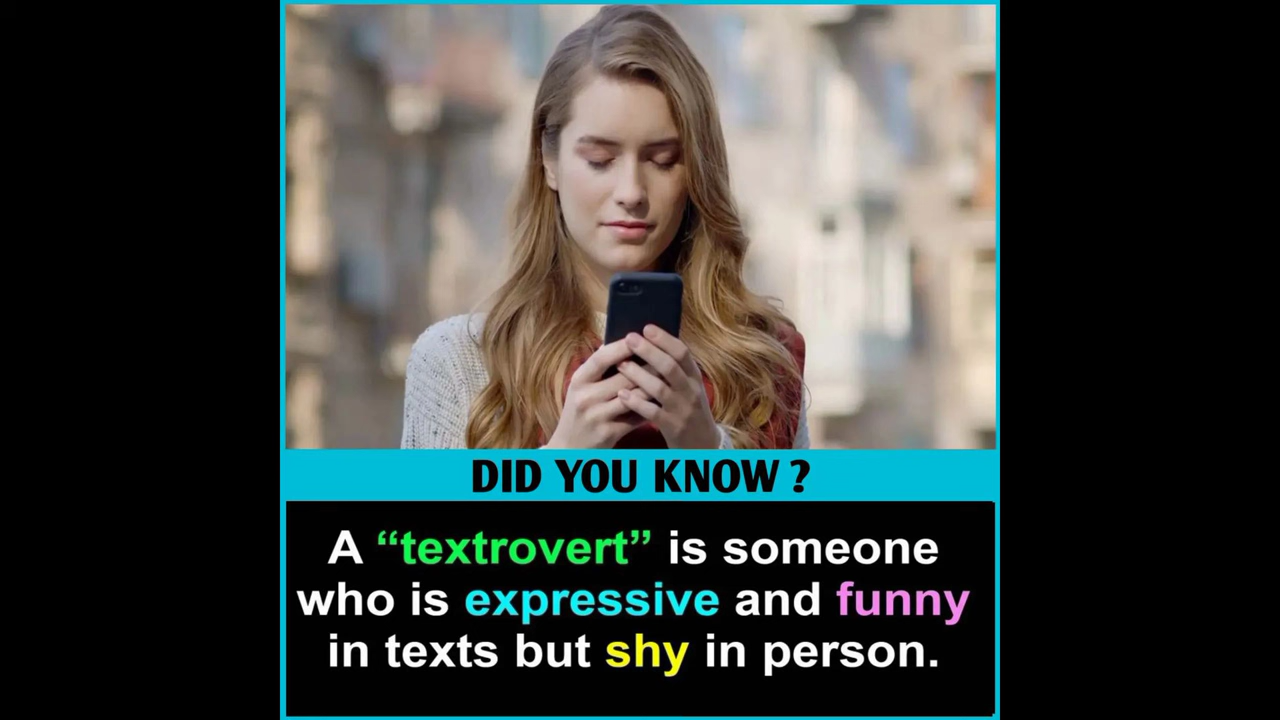 DID YOU KNOW ?
A “textrovert” is someone
who is expressive and funny
in texts but shy in person.